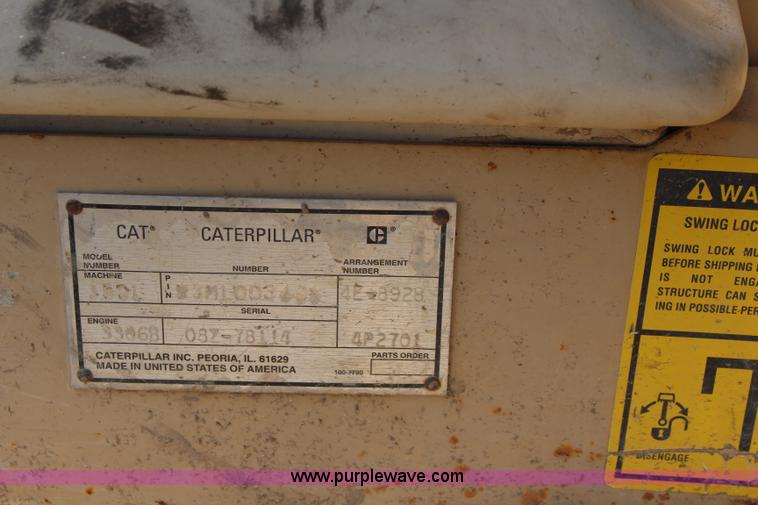 CAT® CATERPILLAR® ®
MODEL NUMBER NUMBER ARRANGEMENT NUMBER
MACHINE PIN 4E-8928
SERIAL
ENGINE 3306B 08Z-78114 4P2701
CATERPILLAR INC. PEORIA, IL. 61629 PARTS ORDER
MADE IN UNITED STATES OF AMERICA
WA
SWING LOC
SWING LOCK MU
BEFORE SHIPPING
IS NOT ENGA
STRUCTURE CAN S
ING IN POSSIBLE PER
DISENGAGE
www.purplewave.com